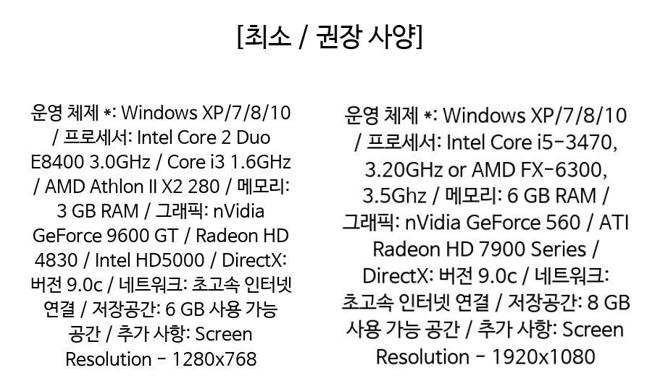 [최소 / 권장 사양]
운영 체제 *: Windows XP/7/8/10
/ 프로세서: Intel Core 2 Duo
E8400 3.0GHz / Core i3 1.6GHz
/ AMD Athlon II X2 280 / 메모리:
3 GB RAM / 그래픽: nVidia
GeForce 9600 GT / Radeon HD
4830 / Intel HD5000 / DirectX:
버전 9.0c / 네트워크: 초고속 인터넷
연결 / 저장공간: 6 GB 사용 가능
공간 / 추가 사항: Screen
Resolution - 1280x768
운영 체제 *: Windows XP/7/8/10
/ 프로세서: Intel Core i5-3470,
3.20GHz or AMD FX-6300,
3.5Ghz / 메모리: 6 GB RAM /
그래픽: nVidia GeForce 560 / ATI
Radeon HD 7900 Series /
DirectX: 버전 9.0c / 네트워크:
초고속 인터넷 연결 / 저장공간: 8 GB
사용 가능 공간 / 추가 사항: Screen
Resolution - 1920x1080